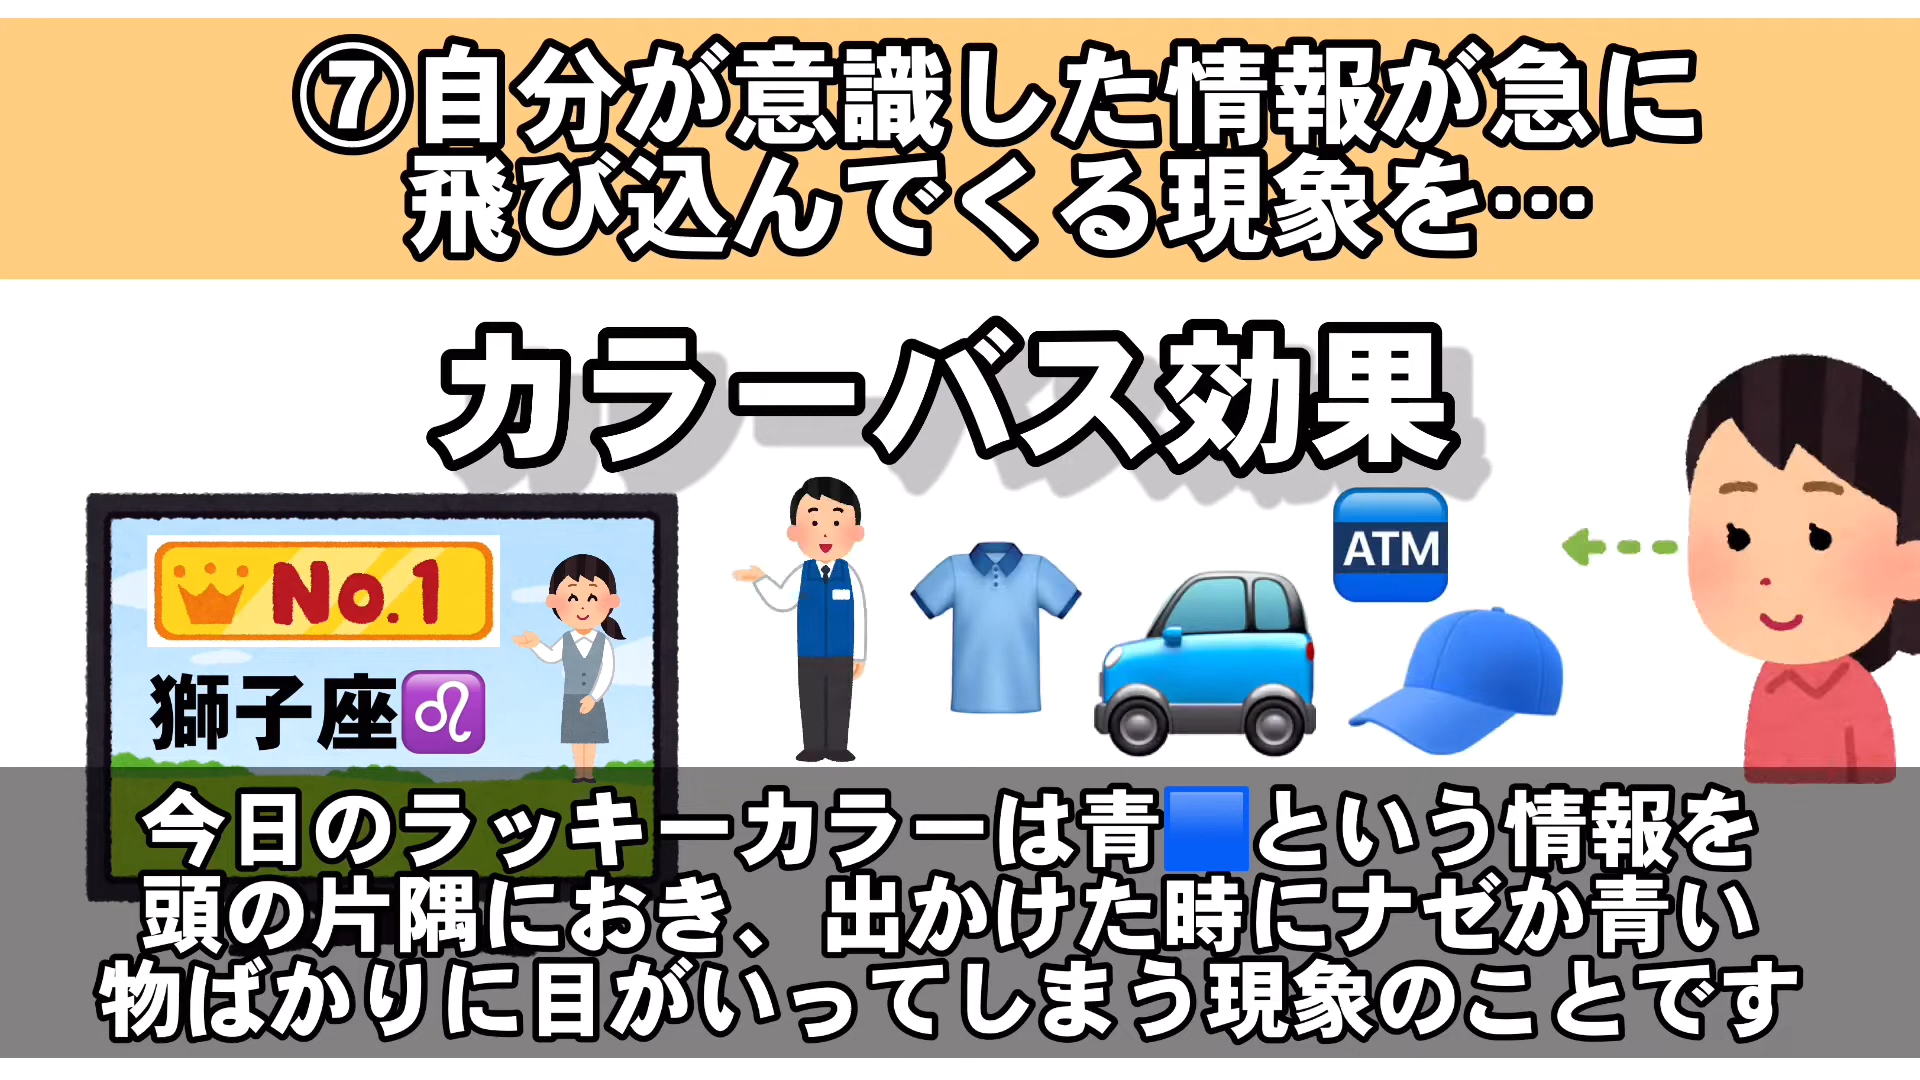 ⑦自分が意識した情報が急に
飛び込んでくる現象を…
カラーバス効果
No.1
獅子座♌
ATM
今日のラッキーカラーは青🟦という情報を
頭の片隅におき、出かけた時にナゼか青い
物ばかりに目がいってしまう現象のことです